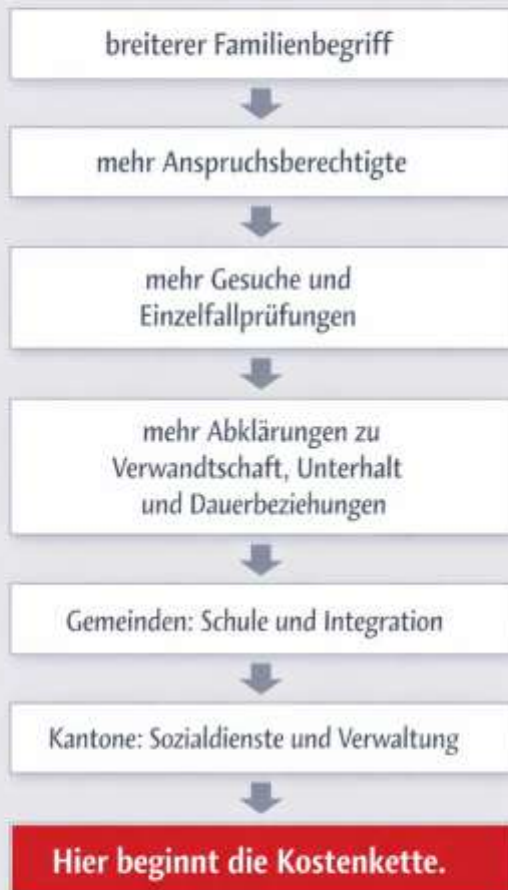 breiterer Familienbegriff
mehr Anspruchsberechtigte
mehr Gesuche und
Einzelfallprüfungen
mehr Abklärungen zu
Verwandtschaft, Unterhalt
und Dauerbeziehungen
Gemeinden: Schule und Integration
Kantone: Sozialdienste und Verwaltung
Hier beginnt die Kostenkette.